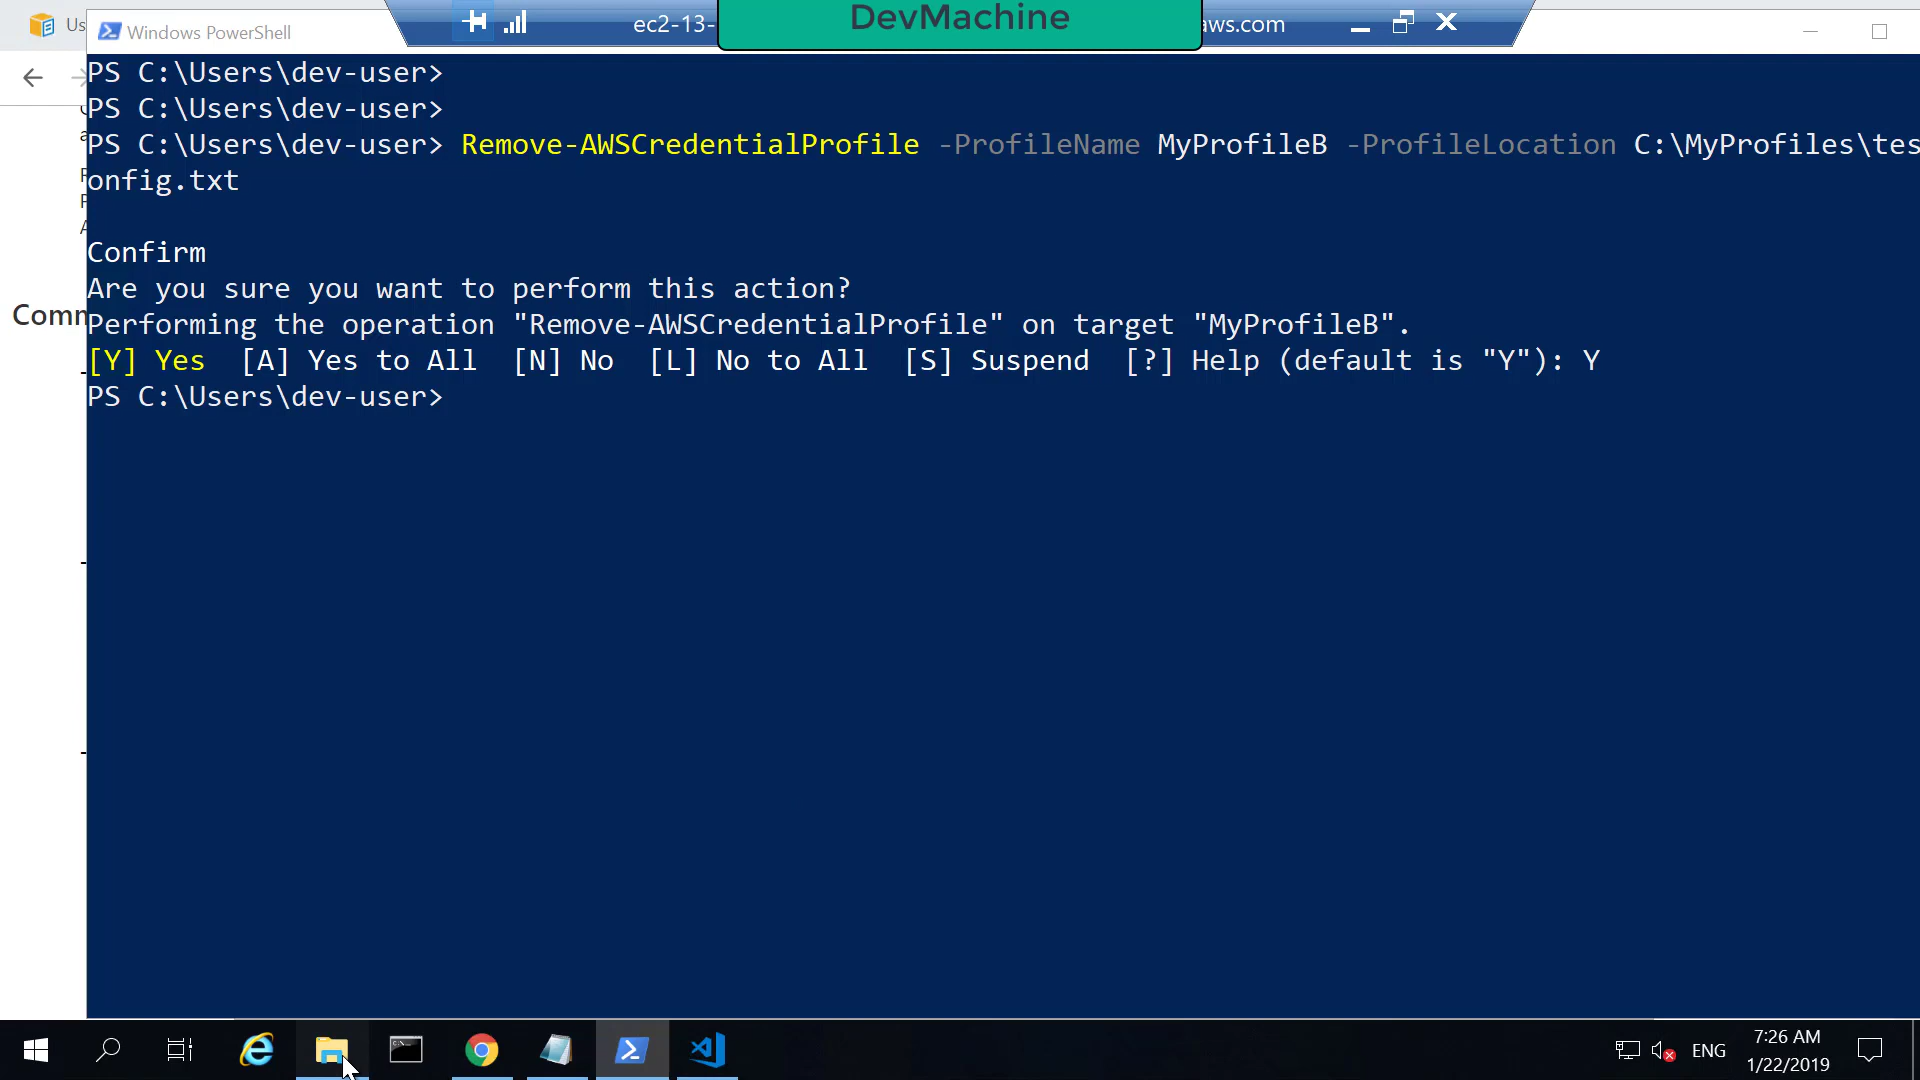 Us
Windows PowerShell
ec2-13-
DevMachine
aws.com
PS C:\Users\dev-user>
PS C:\Users\dev-user>
PS C:\Users\dev-user> Remove-AWSCredentialProfile -ProfileName MyProfileB -ProfileLocation C:\MyProfiles\tes
onfig.txt
Confirm
Are you sure you want to perform this action?
Comm
Performing the operation "Remove-AWSCredentialProfile" on target "MyProfileB".
[Y] Yes [A] Yes to All [N] No [L] No to All [S] Suspend [?] Help (default is "Y"): Y
PS C:\Users\dev-user>
ENG
7:26 AM
1/22/2019